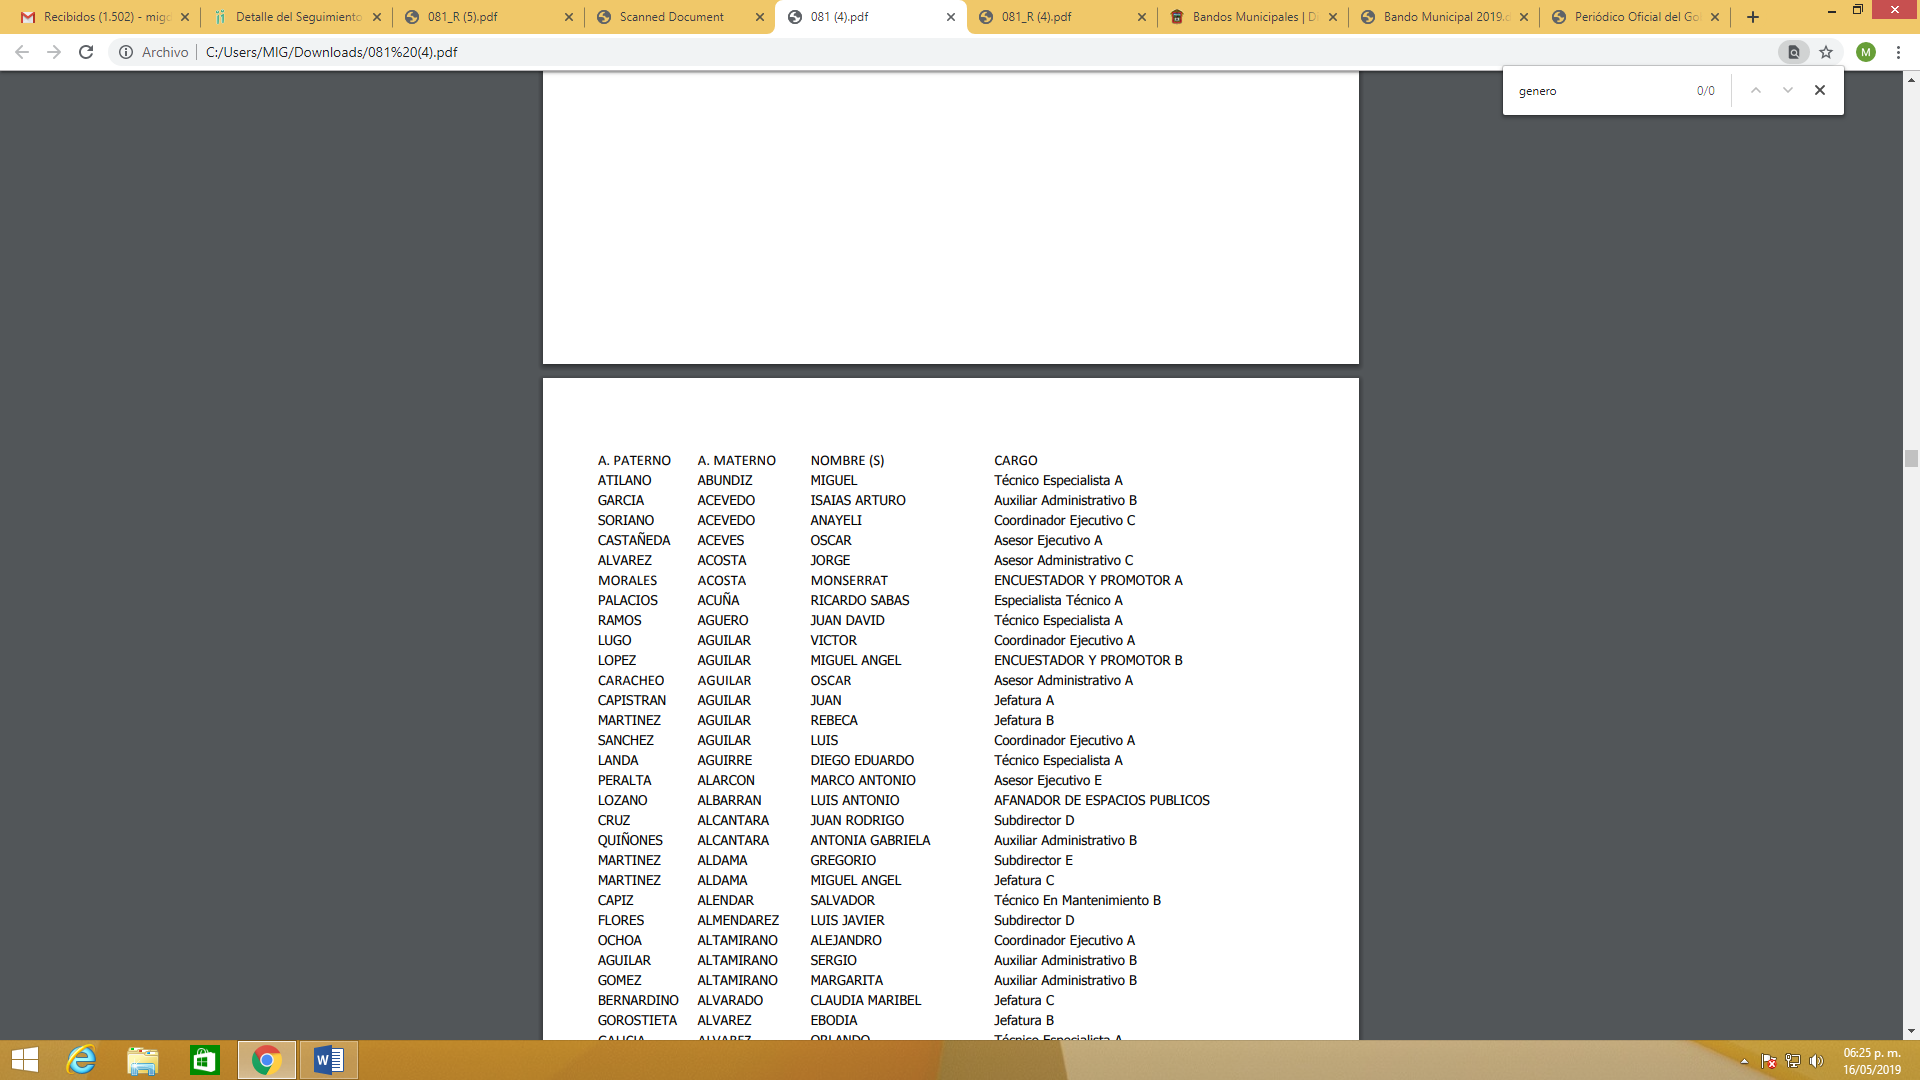 Recibidos (1.502) - migd
Detalle del Seguimiento
081_R (5).pdf
Scanned Document
081 (4).pdf
081_R (4).pdf
Bandos Municipales | D
Bando Municipal 2019.c
Periódico Oficial del Go
Archivo C:/Users/MIG/Downloads/081%20(4).pdf
M
genero 0/0
A. PATERNO A. MATERNO NOMBRE (S) CARGO
ATILANO ABUNDIZ MIGUEL Técnico Especialista A
GARCIA ACEVEDO ISAIAS ARTURO Auxiliar Administrativo B
SORIANO ACEVEDO ANAYELI Coordinador Ejecutivo C
CASTAÑEDA ACEVES OSCAR Asesor Ejecutivo A
ALVAREZ ACOSTA JORGE Asesor Administrativo C
MORALES ACOSTA MONSERRAT ENCUESTADOR Y PROMOTOR A
PALACIOS ACUÑA RICARDO SABAS Especialista Técnico A
RAMOS AGUERO JUAN DAVID Técnico Especialista A
LUGO AGUILAR VICTOR Coordinador Ejecutivo A
LOPEZ AGUILAR MIGUEL ANGEL ENCUESTADOR Y PROMOTOR B
CARACHEO AGUILAR OSCAR Asesor Administrativo A
CAPISTRAN AGUILAR JUAN Jefatura A
MARTINEZ AGUILAR REBECA Jefatura B
SANCHEZ AGUILAR LUIS Coordinador Ejecutivo A
LANDA AGUIRRE DIEGO EDUARDO Técnico Especialista A
PERALTA ALARCON MARCO ANTONIO Asesor Ejecutivo E
LOZANO ALBARRAN LUIS ANTONIO AFANADOR DE ESPACIOS PUBLICOS
CRUZ ALCANTARA JUAN RODRIGO Subdirector D
QUIÑONES ALCANTARA ANTONIA GABRIELA Auxiliar Administrativo B
MARTINEZ ALDAMA GREGORIO Subdirector E
MARTINEZ ALDAMA MIGUEL ANGEL Jefatura C
CAPIZ ALENDAR SALVADOR Técnico En Mantenimiento B
FLORES ALMENDAREZ LUIS JAVIER Subdirector D
OCHOA ALTAMIRANO ALEJANDRO Coordinador Ejecutivo A
AGUILAR ALTAMIRANO SERGIO Auxiliar Administrativo B
GOMEZ ALTAMIRANO MARGARITA Auxiliar Administrativo B
BERNARDINO ALVARADO CLAUDIA MARIBEL Jefatura C
GOROSTIETA ALVAREZ EBODIA Jefatura B
GALICIA ALVAREZ ORLANDO Técnico Especialista A
06:25 p. m.
16/05/2019